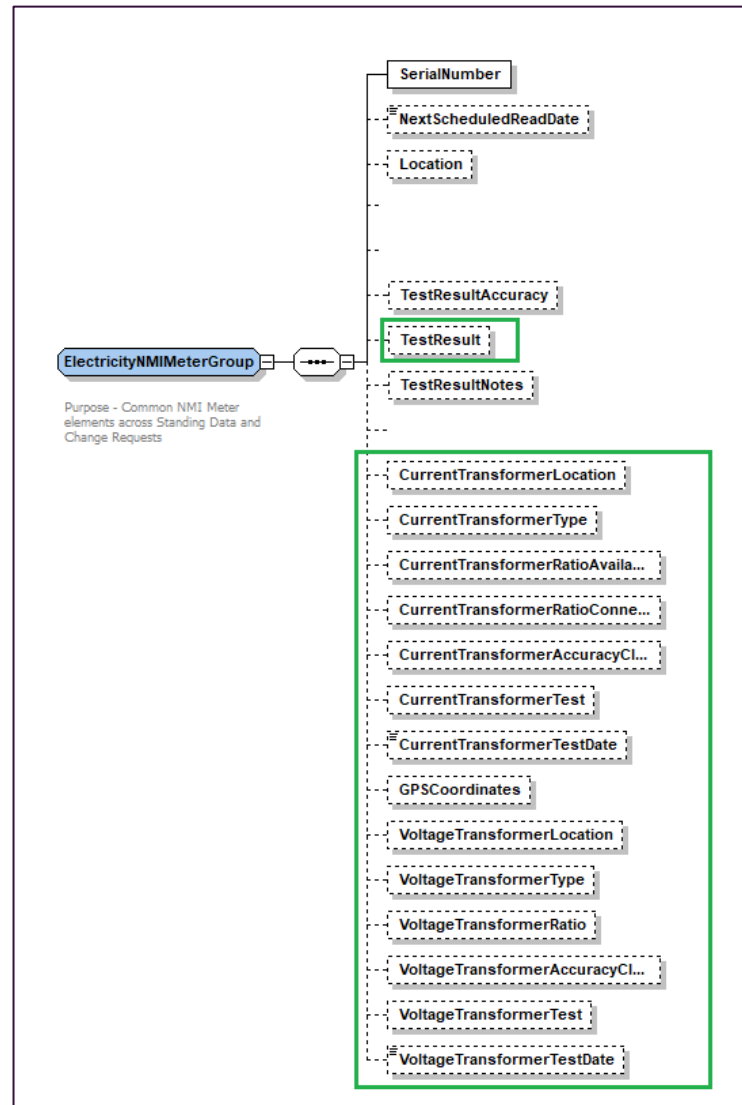 SerialNumber
NextScheduledReadDate
Location
TestResultAccuracy
TestResult
ElectricityNMIMeterGroup
TestResultNotes
Purpose - Common NMI Meter
elements across Standing Data and
Change Requests
CurrentTransformerLocation
CurrentTransformerType
CurrentTransformerRatioAvaila...
CurrentTransformerRatioConne...
CurrentTransformerAccuracyCl...
CurrentTransformerTest
CurrentTransformerTestDate
GPSCoordinates
VoltageTransformerLocation
VoltageTransformerType
VoltageTransformerRatio
VoltageTransformerAccuracyCl...
VoltageTransformerTest
VoltageTransformerTestDate